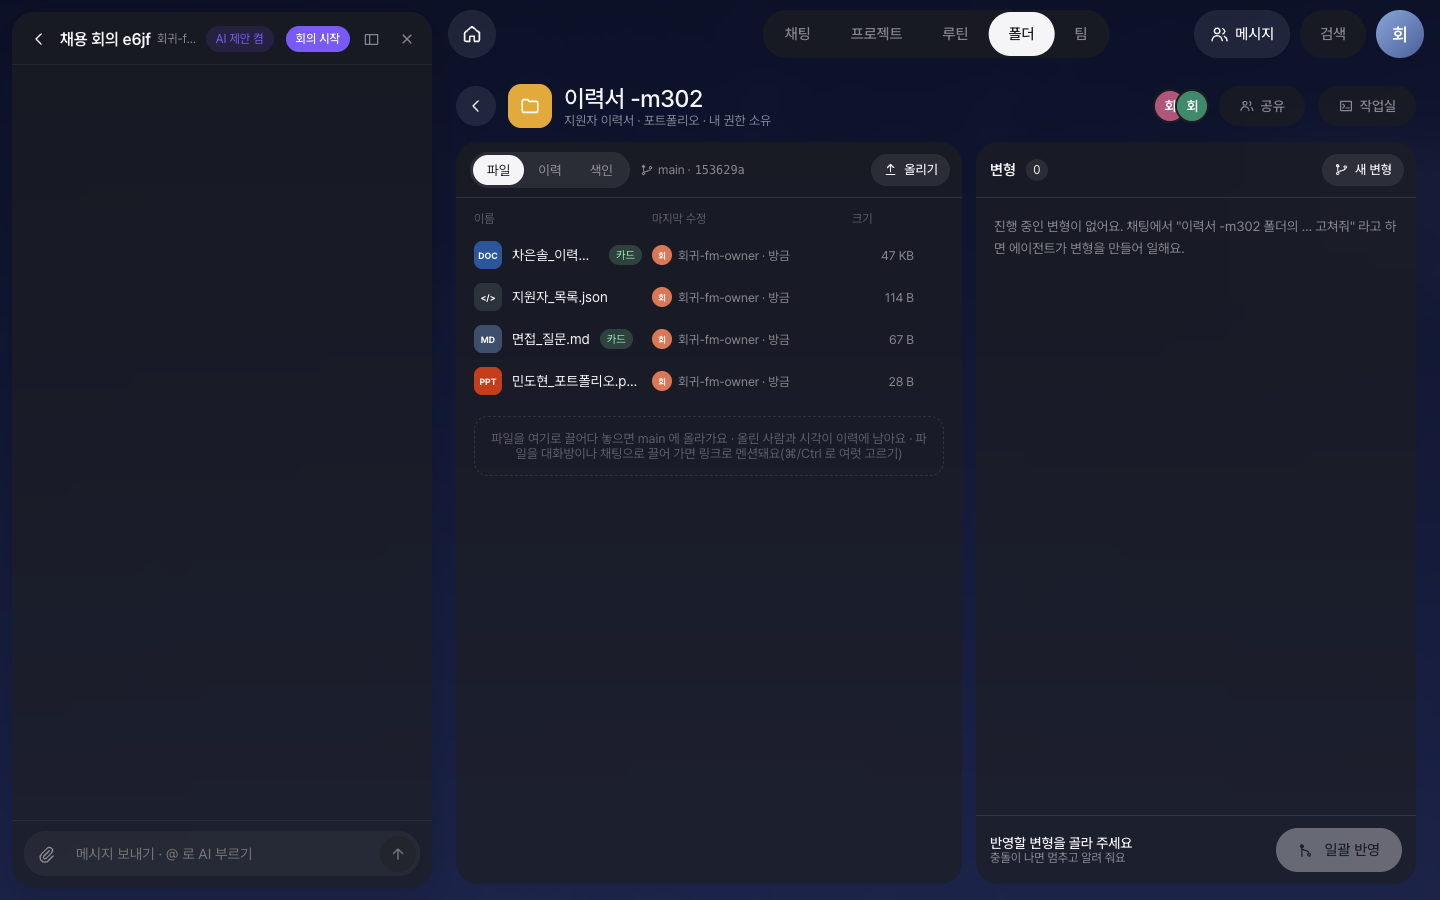 채용 회의 e6jf 회귀-f... AI 제안 켬 회의 시작
메시지 보내기 · @ 로 AI 부르기
채팅 프로젝트 루틴 폴더 팀 메시지 검색 회
이력서 -m302
지원자 이력서 · 포트폴리오 · 내 권한 소유
회 회 공유 작업실
파일 이력 색인 main · 153629a 올리기
이름 마지막 수정 크기
DOC 차은솔_이력... 카드 회 회귀-fm-owner · 방금 47 KB
</> 지원자_목록.json 회 회귀-fm-owner · 방금 114 B
MD 면접_질문.md 카드 회 회귀-fm-owner · 방금 67 B
PPT 민도현_포트폴리오.p... 회 회귀-fm-owner · 방금 28 B
파일을 여기로 끌어다 놓으면 main 에 올라가요 · 올린 사람과 시각이 이력에 남아요 · 파
일을 대화방이나 채팅으로 끌어 가면 링크로 멘션돼요(⌘/Ctrl 로 여럿 고르기)
변형 0 새 변형
진행 중인 변형이 없어요. 채팅에서 "이력서 -m302 폴더의 ... 고쳐줘" 라고 하
면 에이전트가 변형을 만들어 일해요.
반영할 변형을 골라 주세요
충돌이 나면 멈추고 알려 줘요
일괄 반영